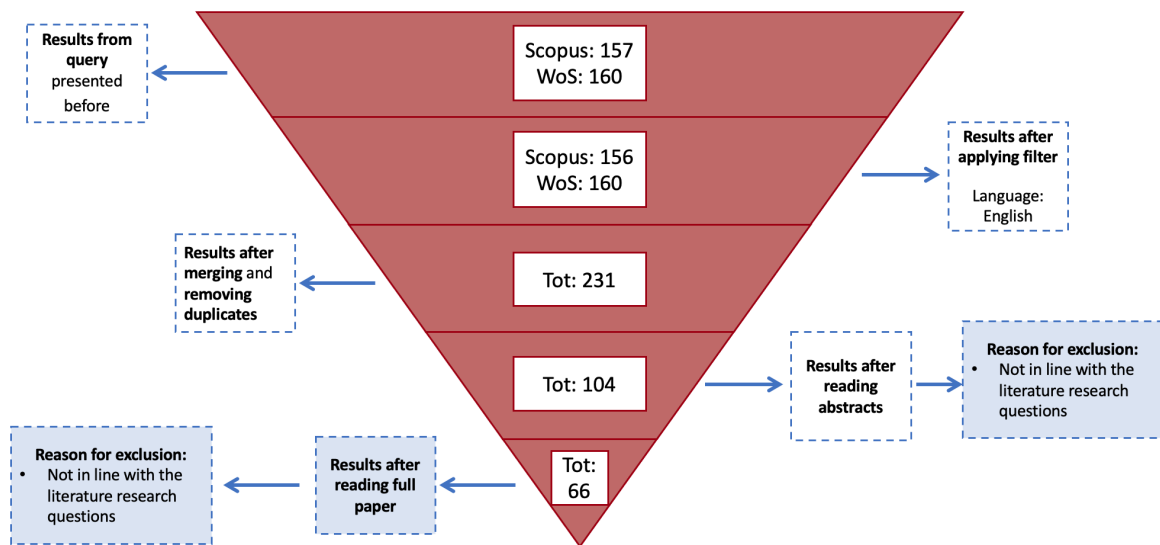 Results from
query
presented
before
Scopus: 157
WoS: 160
Scopus: 156
WoS: 160
Results after
applying filter
Language:
English
Results after
merging and
removing
duplicates
Tot: 231
Tot: 104
Results after
reading
abstracts
Reason for exclusion:
• Not in line with the
literature research
questions
Reason for exclusion:
• Not in line with the
literature research
questions
Results after
reading full
paper
Tot:
66